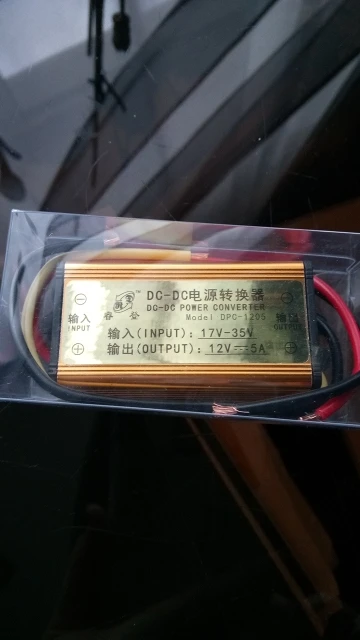 DC-DC电源转换器
DC-DC POWER CONVERTER
Model DPC-1205
输入(INPUT): 17V-35V
输出(OUTPUT): 12V⎓5A
⊖
输入
INPUT
⊕
TM
⊖
输出
OUTPUT
⊕